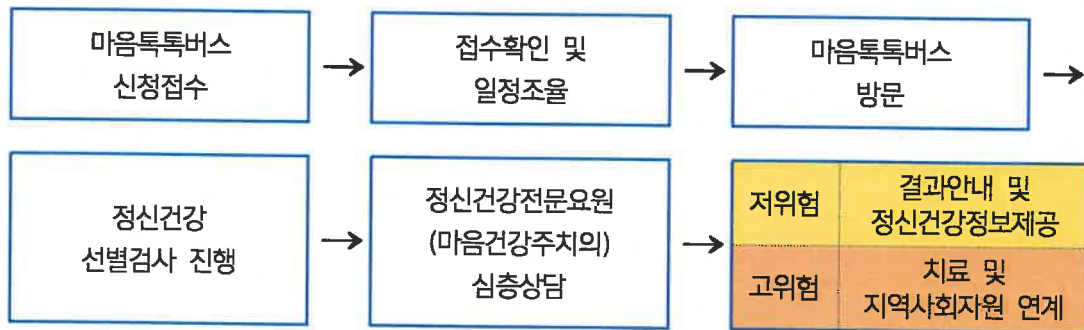 마음톡톡버스
신청접수
→
접수확인 및
일정조율
→
마음톡톡버스
방문
→
정신건강
선별검사 진행
→
정신건강전문요원
(마음건강주치의)
심층상담
→
저위험
결과안내 및
정신건강정보제공
고위험
치료 및
지역사회자원 연계